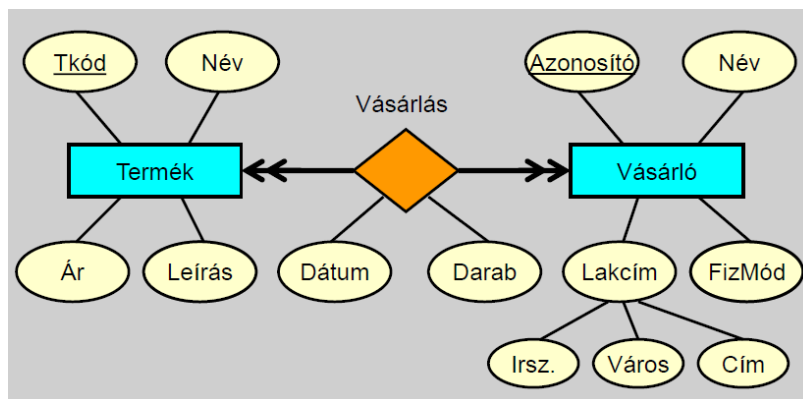 Tkód
Név
Azonosító
Név
Vásárlás
Termék
Vásárló
Ár
Leírás
Dátum
Darab
Lakcím
FizMód
Irsz.
Város
Cím